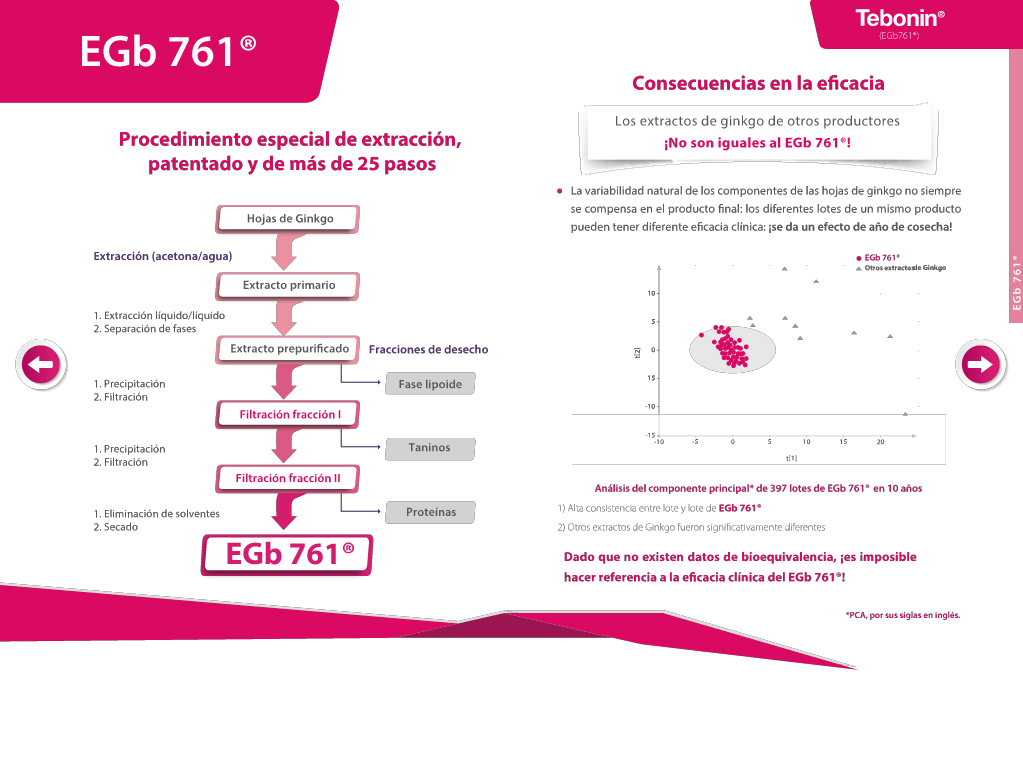 EGb 761®
Tebonin®
(EGb761®)
Procedimiento especial de extracción,
patentado y de más de 25 pasos
Hojas de Ginkgo
Extracción (acetona/agua)
Extracto primario
1. Extracción líquido/líquido
2. Separación de fases
Extracto prepurificado
Fracciones de desecho
1. Precipitación
2. Filtración
Fase lipoide
Filtración fracción I
1. Precipitación
2. Filtración
Taninos
Filtración fracción II
1. Eliminación de solventes
2. Secado
Proteínas
EGb 761®
Consecuencias en la eficacia
Los extractos de ginkgo de otros productores
¡No son iguales al EGb 761®!
• La variabilidad natural de los componentes de las hojas de ginkgo no siempre
se compensa en el producto final: los diferentes lotes de un mismo producto
pueden tener diferente eficacia clínica: ¡se da un efecto de año de cosecha!
EGb 761®
Otros extractosde Ginkgo
10
5
0
15
-10
-15
t[2]
-10 -5 0 5 10 15 20
t[1]
Análisis del componente principal* de 397 lotes de EGb 761® en 10 años
1) Alta consistencia entre lote y lote de EGb 761®
2) Otros extractos de Ginkgo fueron significativamente diferentes
Dado que no existen datos de bioequivalencia, ¡es imposible
hacer referencia a la eficacia clínica del EGb 761®!
*PCA, por sus siglas en inglés.
EGb 761®